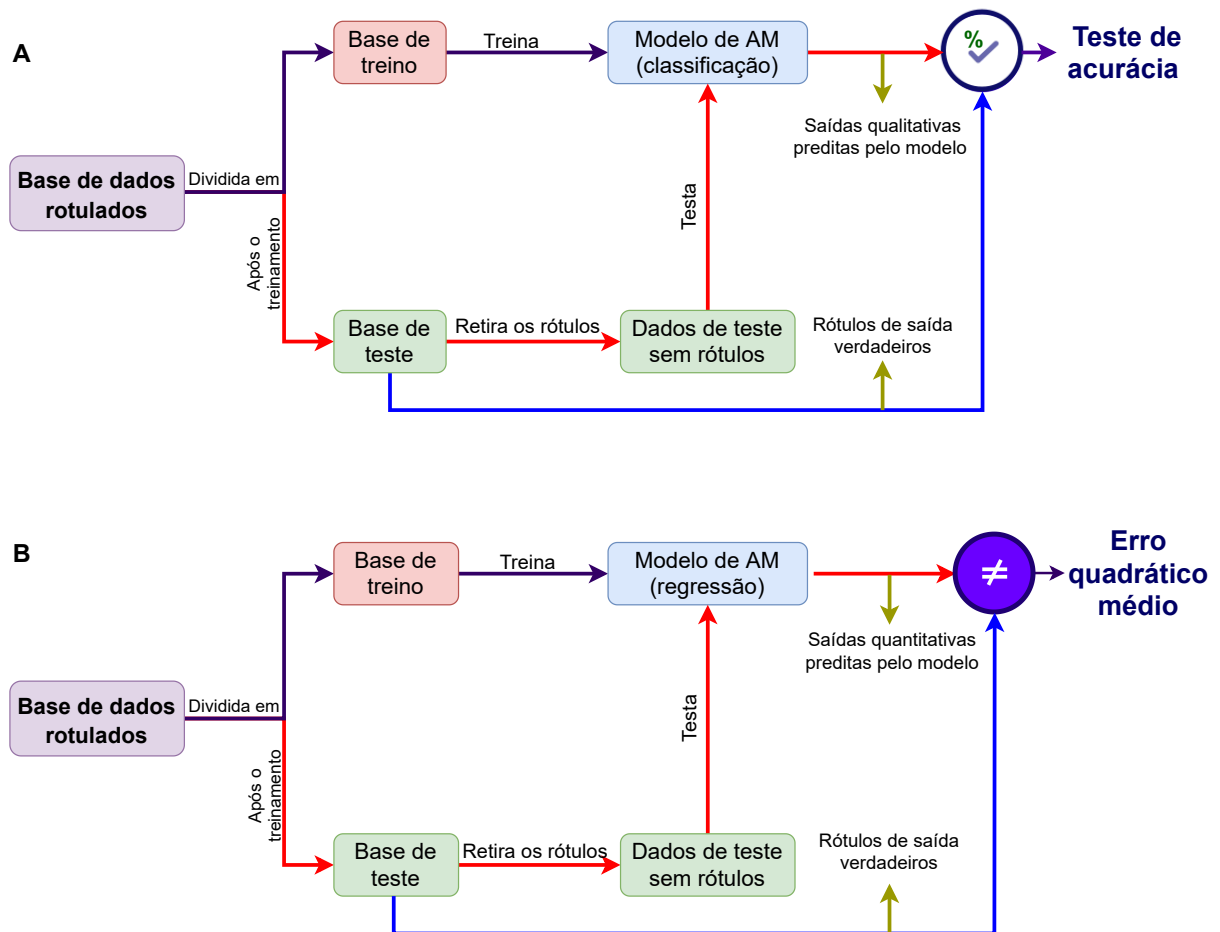 A
Base de
treino
Treina
Modelo de AM
(classificação)
%
Teste de
acurácia
Saídas qualitativas
preditas pelo modelo
Base de dados
rotulados
Dividida em
Testa
Após o
treinamento
Base de
teste
Retira os rótulos
Dados de teste
sem rótulos
Rótulos de saída
verdadeiros
B
Base de
treino
Treina
Modelo de AM
(regressão)
≠
Erro
quadrático
médio
Saídas quantitativas
preditas pelo modelo
Base de dados
rotulados
Dividida em
Testa
Após o
treinamento
Base de
teste
Retira os rótulos
Dados de teste
sem rótulos
Rótulos de saída
verdadeiros